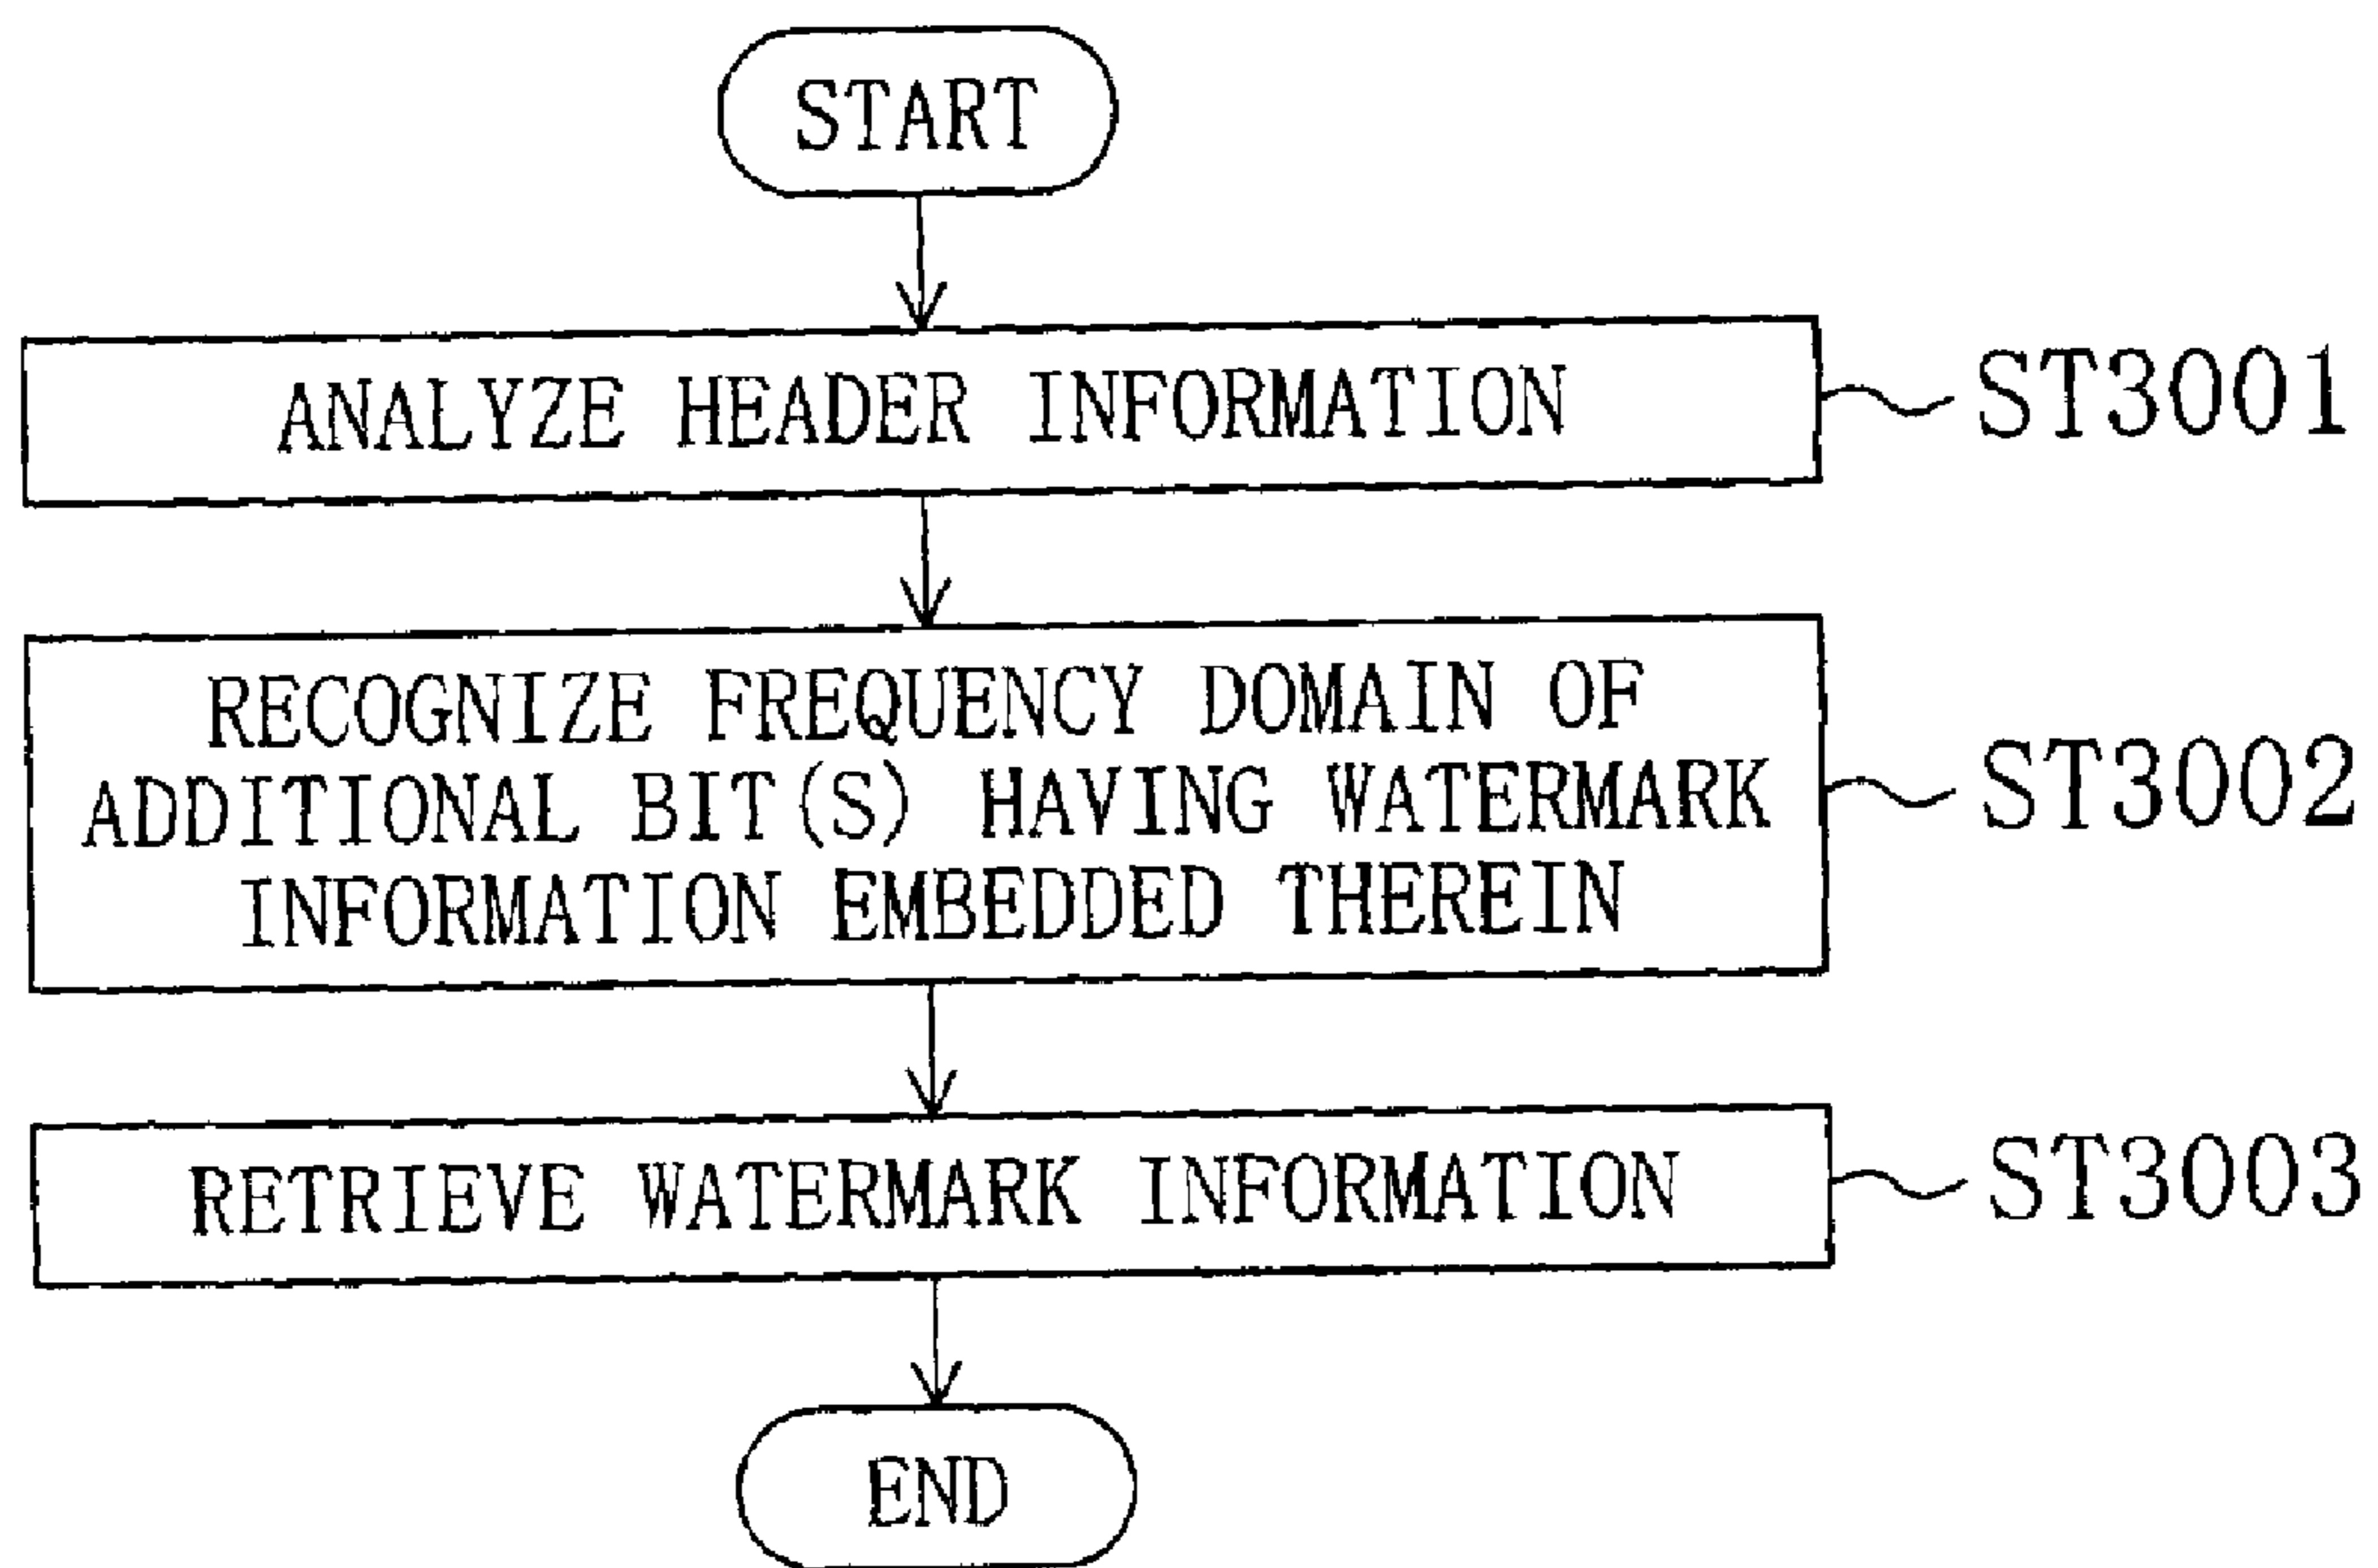 START
ANALYZE HEADER INFORMATION
ST3001
RECOGNIZE FREQUENCY DOMAIN OF
ADDITIONAL BIT(S) HAVING WATERMARK
INFORMATION EMBEDDED THEREIN
ST3002
RETRIEVE WATERMARK INFORMATION
ST3003
END